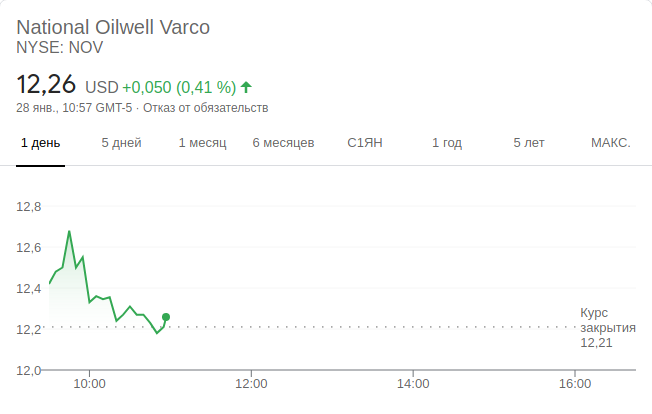 National Oilwell Varco
NYSE: NOV
12,26 USD +0,050 (0,41 %)
28 янв., 10:57 GMT-5 · Отказ от обязательств
1 день 5 дней 1 месяц 6 месяцев С1ЯН 1 год 5 лет МАКС.
12,8
12,6
12,4
Курс
закрытия
12,21
12,2
12,0
10:00 12:00 14:00 16:00